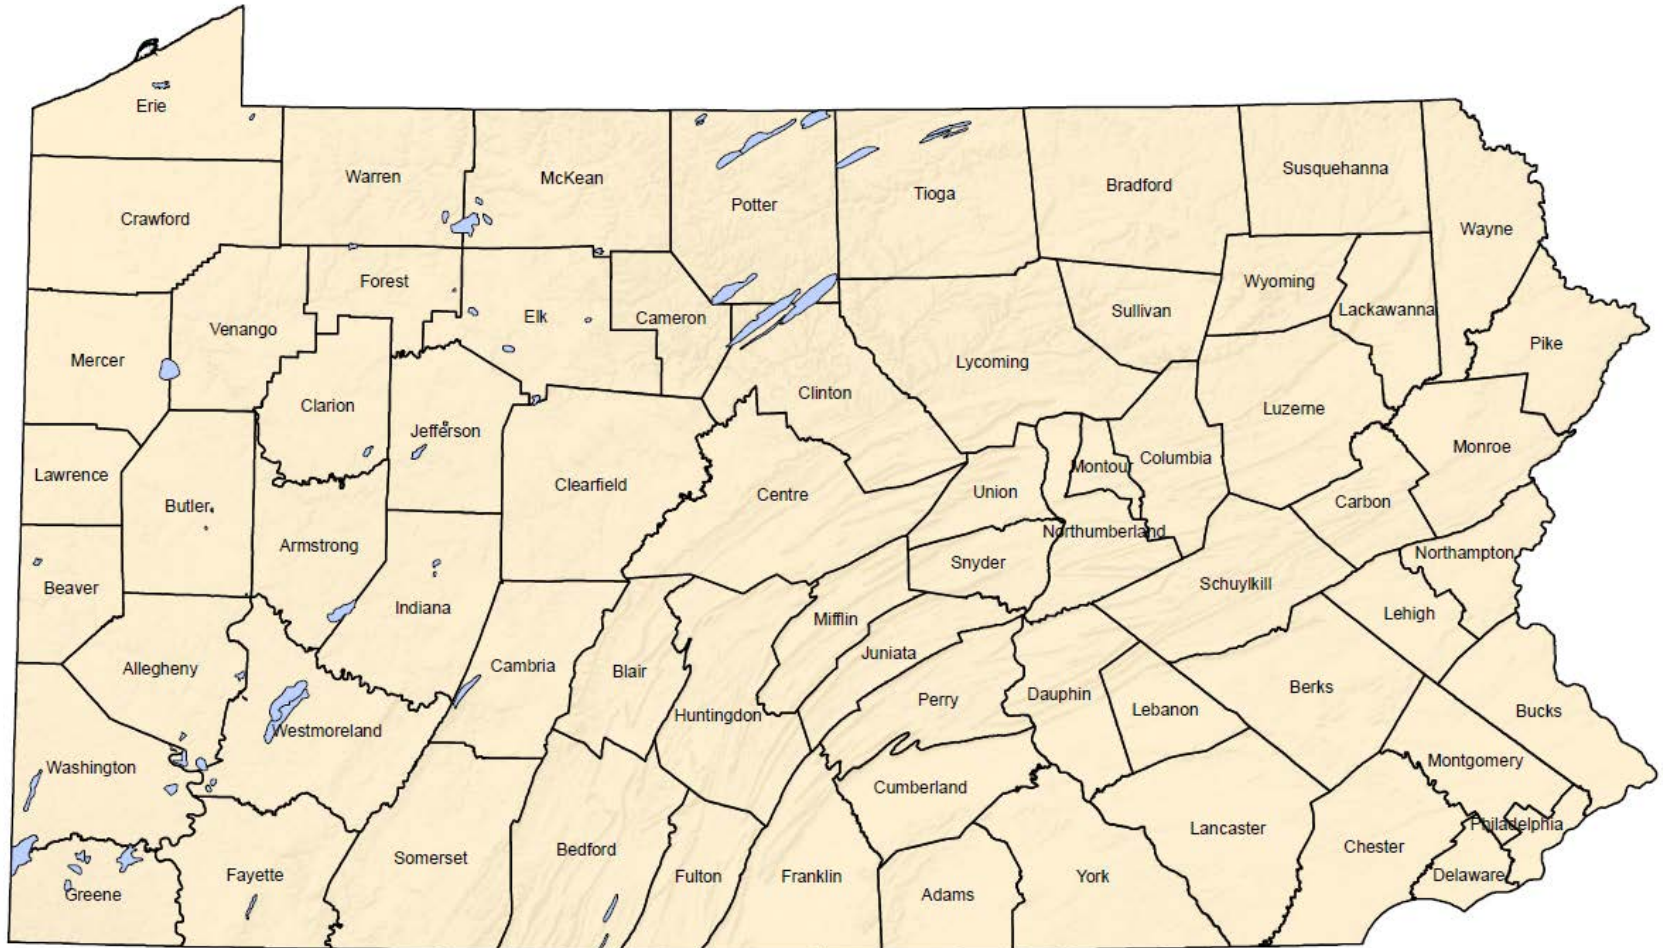 Erie
Susquehanna
Warren
McKean
Bradford
Tioga
Potter
Crawford
Wayne
Forest
Wyoming
Lackawanna
Sullivan
Elk
Cameron
Venango
Pike
Mercer
Lycoming
Clinton
Clarion
Luzerne
Jefferson
Monroe
Columbia
Montour
Lawrence
Clearfield
Centre
Union
Carbon
Butler
Northumberland
Armstrong
Northampton
Snyder
Schuylkill
Beaver
Indiana
Lehigh
Mifflin
Juniata
Cambria
Allegheny
Blair
Berks
Dauphin
Perry
Lebanon
Bucks
Huntingdon
Westmoreland
Montgomery
Washington
Cumberland
Philadelphia
Lancaster
Chester
Bedford
Somerset
Fayette
Fulton
Franklin
York
Delaware
Greene
Adams